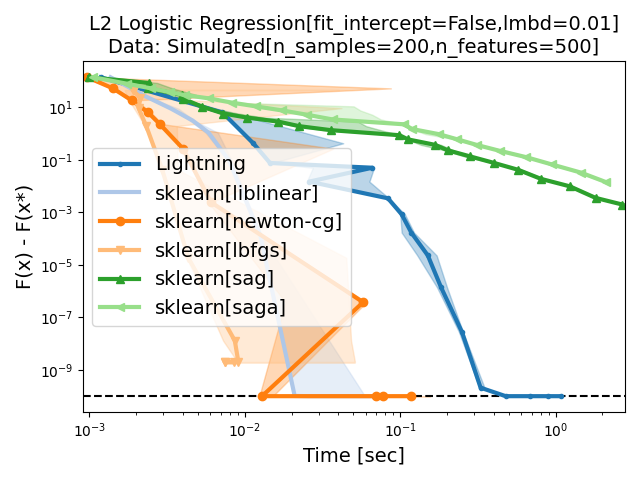 L2 Logistic Regression[fit_intercept=False,lmbd=0.01]
Data: Simulated[n_samples=200,n_features=500]
F(x) - F(x*)
10¹
10⁻¹
10⁻³
10⁻⁵
10⁻⁷
10⁻⁹
Lightning
sklearn[liblinear]
sklearn[newton-cg]
sklearn[lbfgs]
sklearn[sag]
sklearn[saga]
10⁻³
10⁻²
10⁻¹
10⁰
Time [sec]